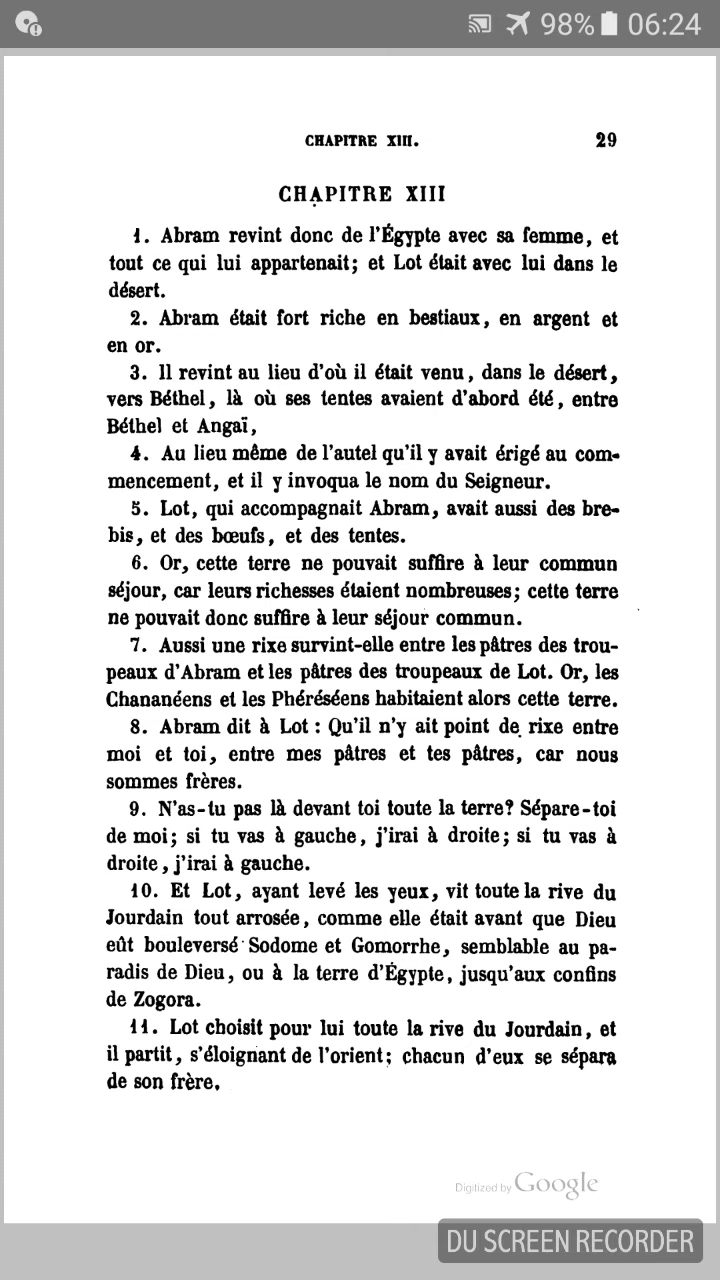 98% 06:24
CHAPITRE XIII. 29
CHAPITRE XIII
1. Abram revint donc de l'Égypte avec sa femme, et
tout ce qui lui appartenait; et Lot était avec lui dans le
désert.
2. Abram était fort riche en bestiaux, en argent et
en or.
3. Il revint au lieu d'où il était venu, dans le désert,
vers Béthel, là où ses tentes avaient d'abord été, entre
Béthel et Angaï,
4. Au lieu même de l'autel qu'il y avait érigé au com-
mencement, et il y invoqua le nom du Seigneur.
5. Lot, qui accompagnait Abram, avait aussi des bre-
bis, et des bœufs, et des tentes.
6. Or, cette terre ne pouvait suffire à leur commun
séjour, car leurs richesses étaient nombreuses; cette terre
ne pouvait donc suffire à leur séjour commun.
7. Aussi une rixe survint-elle entre les pâtres des trou-
peaux d'Abram et les pâtres des troupeaux de Lot. Or, les
Chananéens et les Phéréséens habitaient alors cette terre.
8. Abram dit à Lot : Qu'il n'y ait point de rixe entre
moi et toi, entre mes pâtres et tes pâtres, car nous
sommes frères.
9. N'as-tu pas là devant toi toute la terre? Sépare-toi
de moi; si tu vas à gauche, j'irai à droite; si tu vas à
droite, j'irai à gauche.
10. Et Lot, ayant levé les yeux, vit toute la rive du
Jourdain tout arrosée, comme elle était avant que Dieu
eût bouleversé Sodome et Gomorrhe, semblable au pa-
radis de Dieu, ou à la terre d'Égypte, jusqu'aux confins
de Zogora.
11. Lot choisit pour lui toute la rive du Jourdain, et
il partit, s'éloignant de l'orient; chacun d'eux se sépara
de son frère.
Digitized by Google
DU SCREEN RECORDER